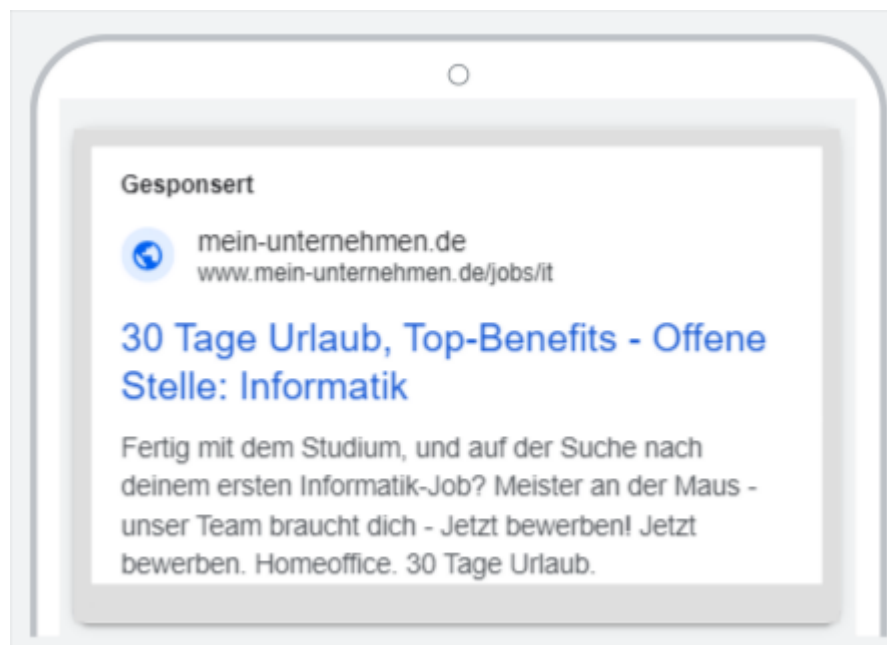 Gesponsert
mein-unternehmen.de
www.mein-unternehmen.de/jobs/it
30 Tage Urlaub, Top-Benefits - Offene
Stelle: Informatik
Fertig mit dem Studium, und auf der Suche nach
deinem ersten Informatik-Job? Meister an der Maus -
unser Team braucht dich - Jetzt bewerben! Jetzt
bewerben. Homeoffice. 30 Tage Urlaub.